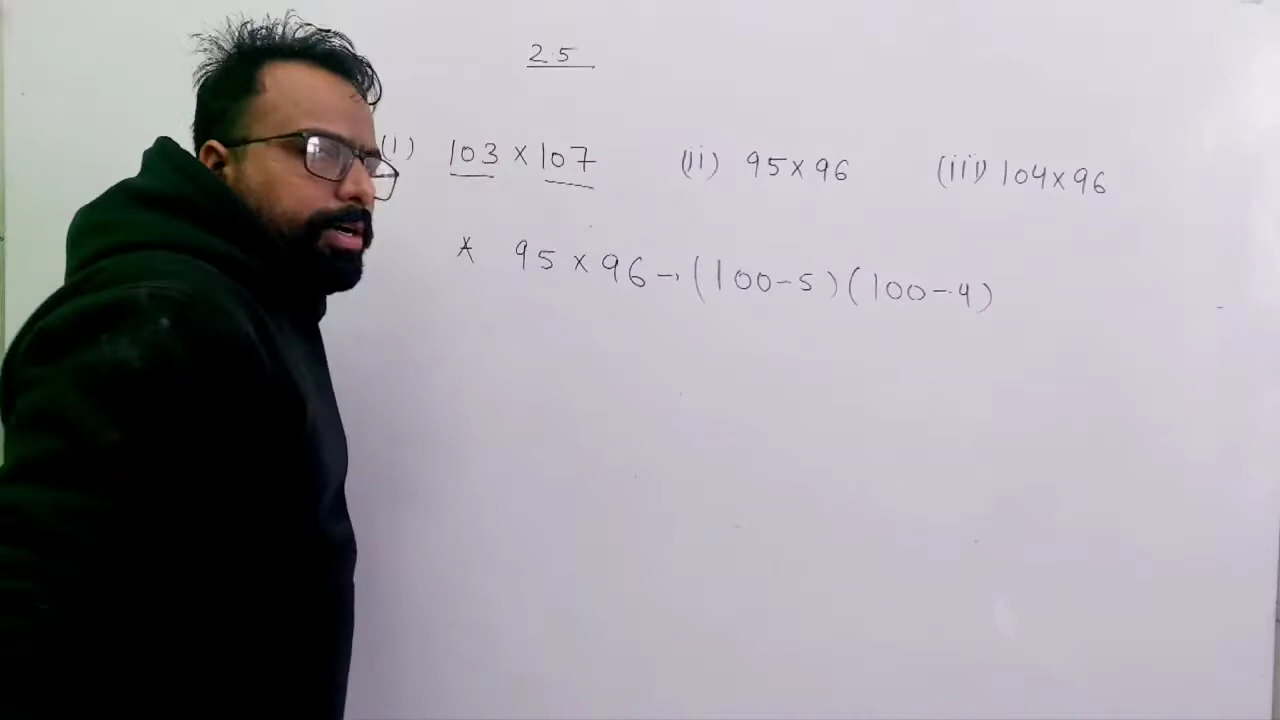 2.5
(i) 103 × 107 (ii) 95×96 (iii) 104×96
* 95 × 96 → (100-5)(100-4)